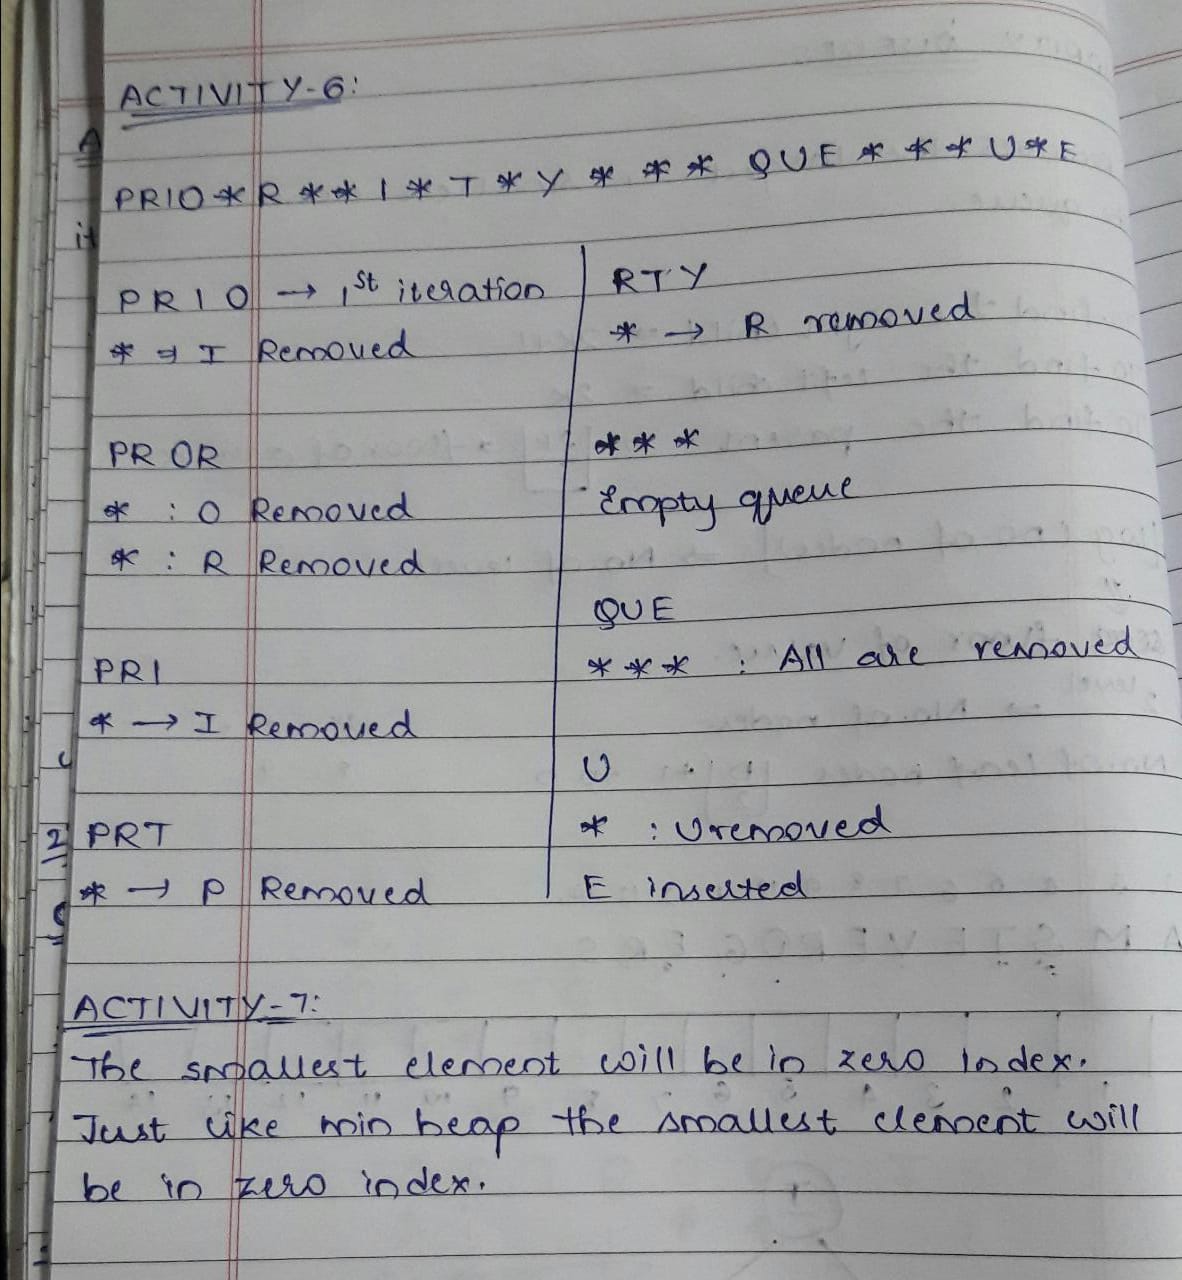 ACTIVITY-6:
PRIO * R * * I * T * Y * * * QUE * * * U * E
PRIO → 1st iteration
* → I Removed
PR OR
* : O Removed
* : R Removed
PRI
* → I Removed
PRT
* → P Removed
RTY
* → R removed
* * *
Empty queue
QUE
* * * : All are removed
U
* : U removed
E inserted
ACTIVITY-7:
The smallest element will be in zero index.
Just like min heap the smallest element will
be in zero index.